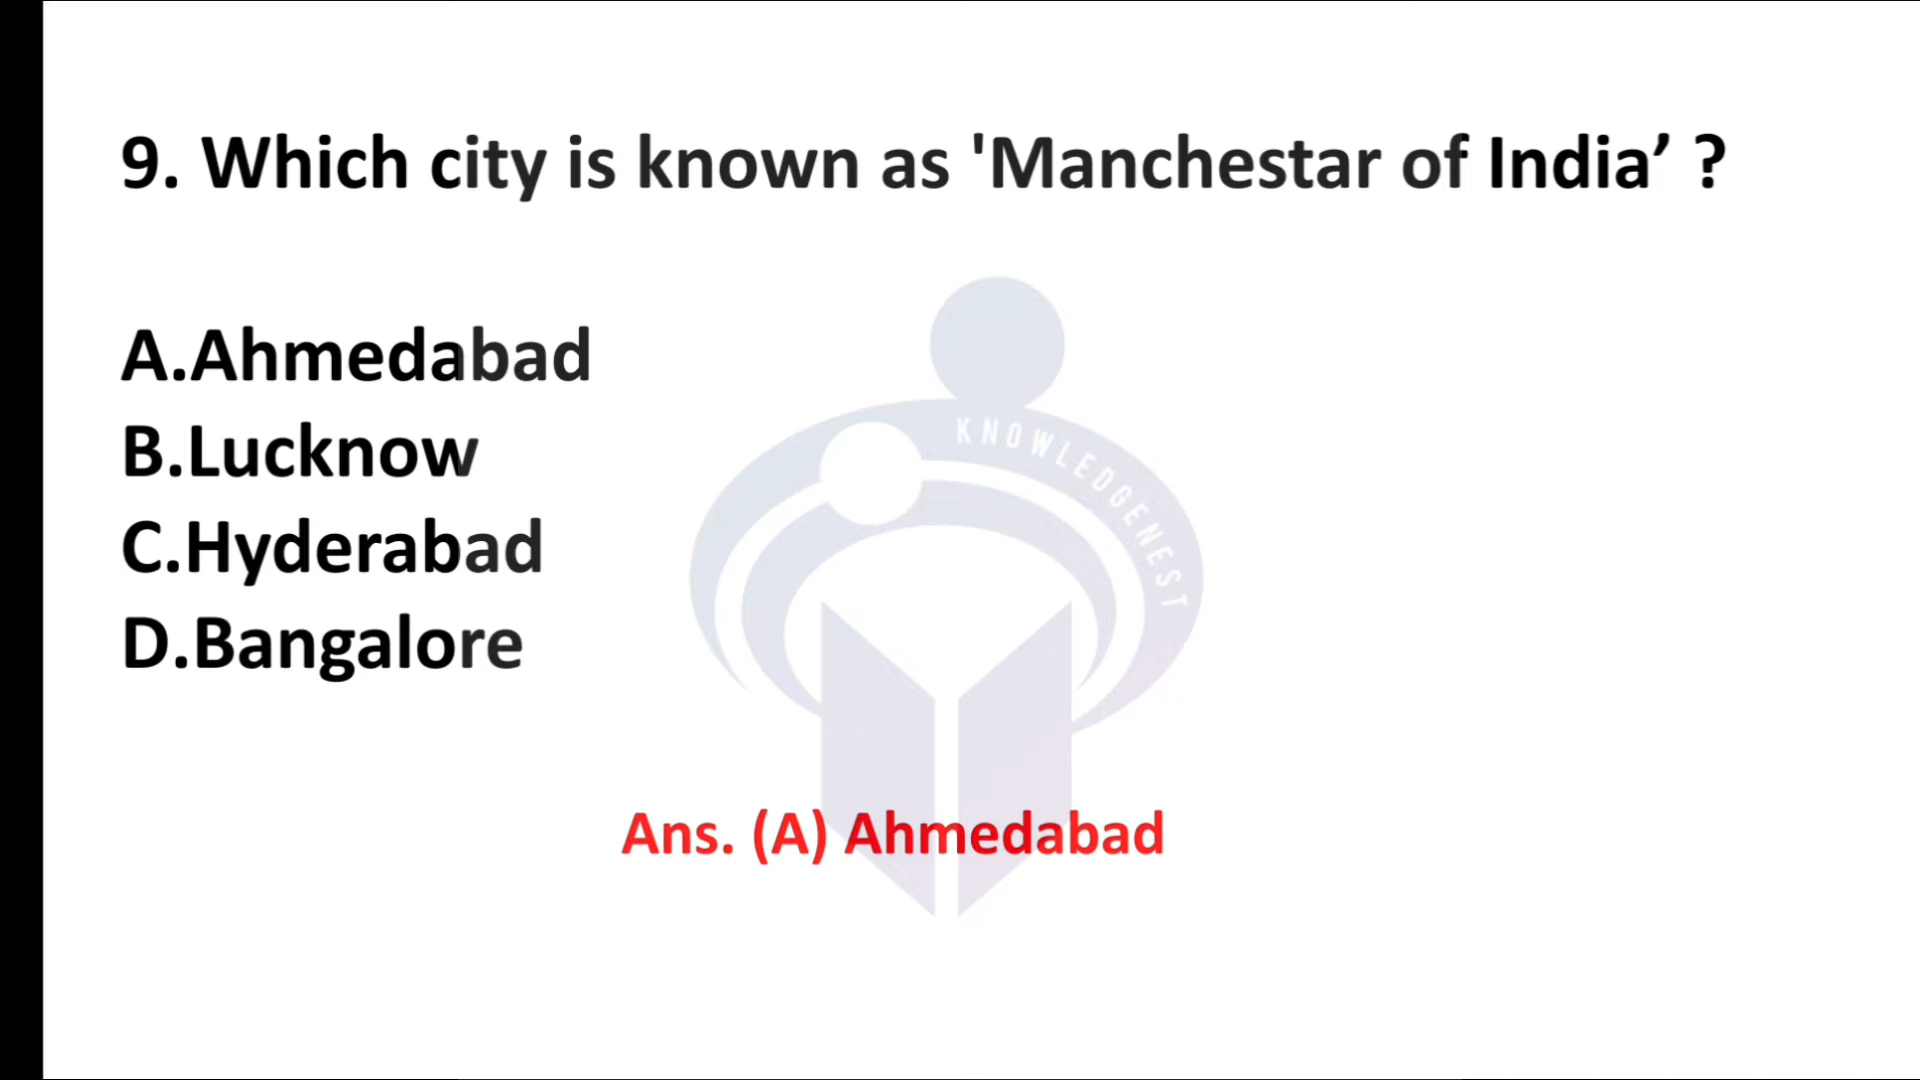 9. Which city is known as 'Manchestar of India’ ?
KNOWLEDGENEST
A.Ahmedabad
B.Lucknow
C.Hyderabad
D.Bangalore
Ans. (A) Ahmedabad